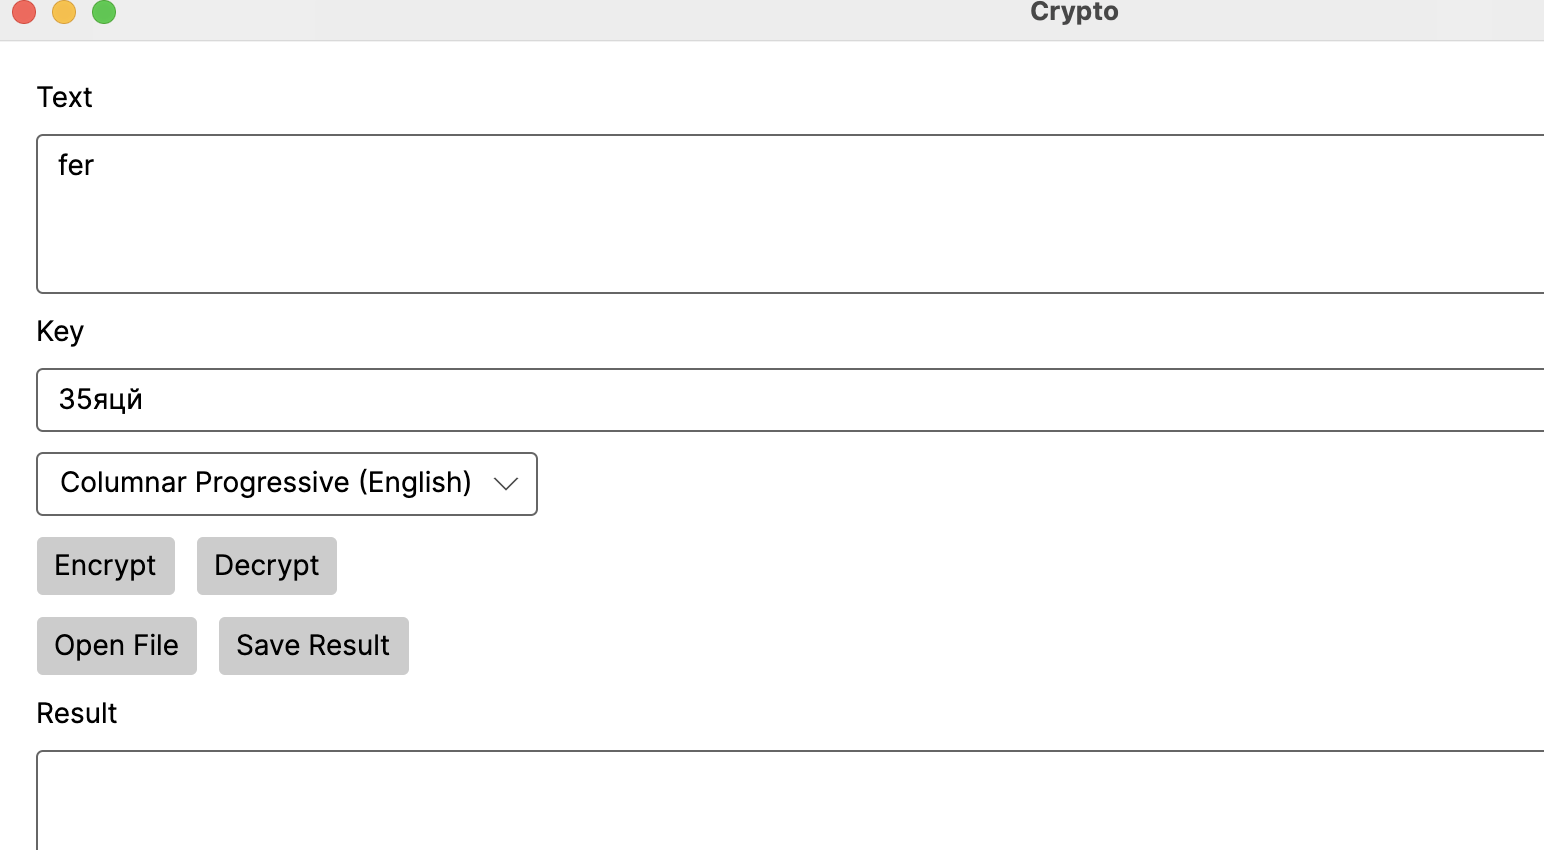 Crypto
Text
fer
Key
35яцй
Columnar Progressive (English)
Encrypt Decrypt
Open File Save Result
Result